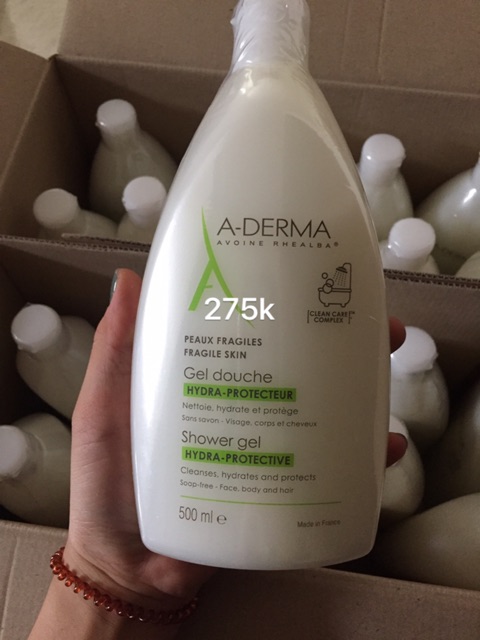 A-DERMA
AVOINE RHEALBA®
275k
CLEAN CARE™
COMPLEX
PEAUX FRAGILES
FRAGILE SKIN
Gel douche
HYDRA-PROTECTEUR
Nettoie, hydrate et protège
Sans savon - Visage, corps et cheveux
Shower gel
HYDRA-PROTECTIVE
Cleanses, hydrates and protects
Soap-free - Face, body and hair
500 ml ℮
Made in France